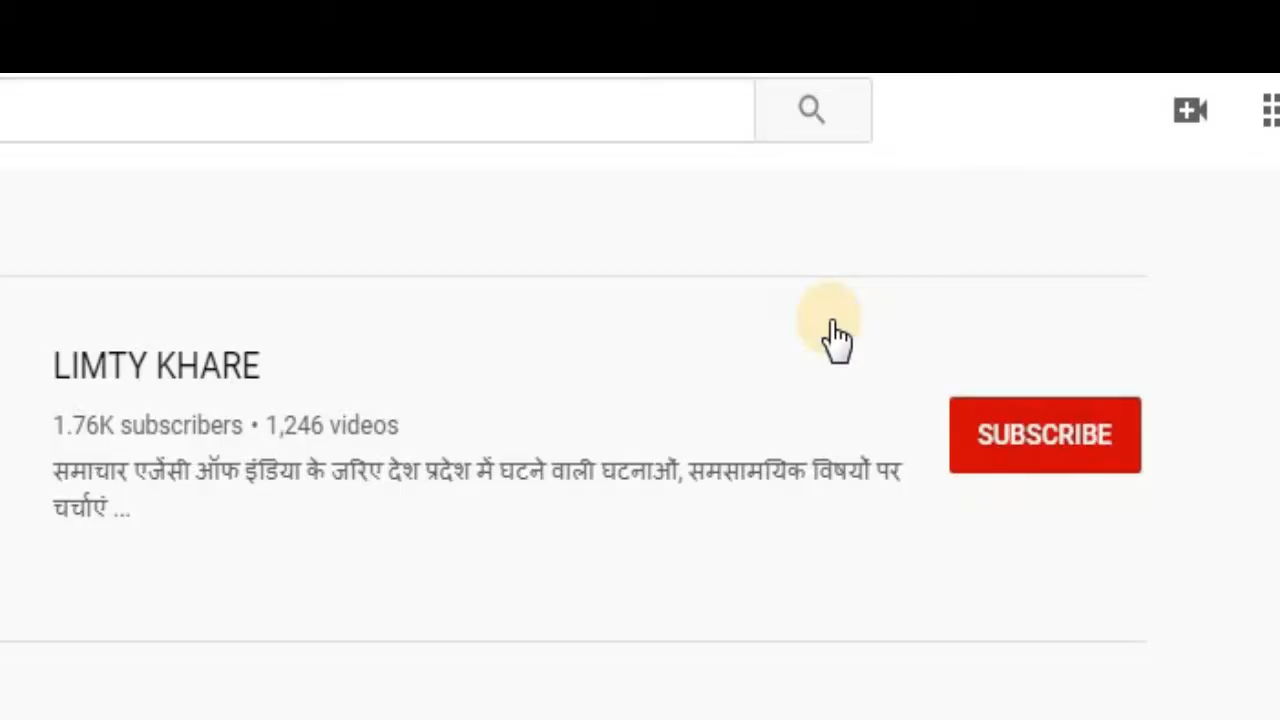 LIMTY KHARE
1.76K subscribers • 1,246 videos
समाचार एजेंसी ऑफ इंडिया के जरिए देश प्रदेश में घटने वाली घटनाओं, समसामयिक विषयों पर
चर्चाएं ...
SUBSCRIBE